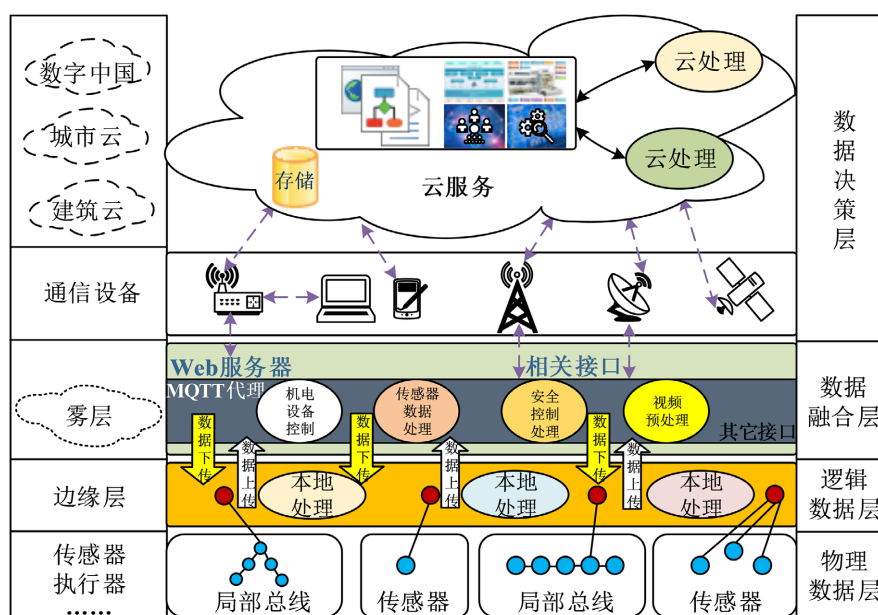 数字中国
城市云
建筑云
云处理
云处理
存储
云服务
数据决策层
通信设备
Web服务器
相关接口
MQTT代理
机电
设备
控制
传感器
数据
处理
安全
控制
处理
视频
预处理
其它接口
雾层
数据
融合层
数据下传
数据上传
数据下传
数据上传
数据下传
数据上传
边缘层
本地
处理
本地
处理
本地
处理
逻辑
数据层
传感器
执行器
……
局部总线
传感器
局部总线
传感器
物理
数据层